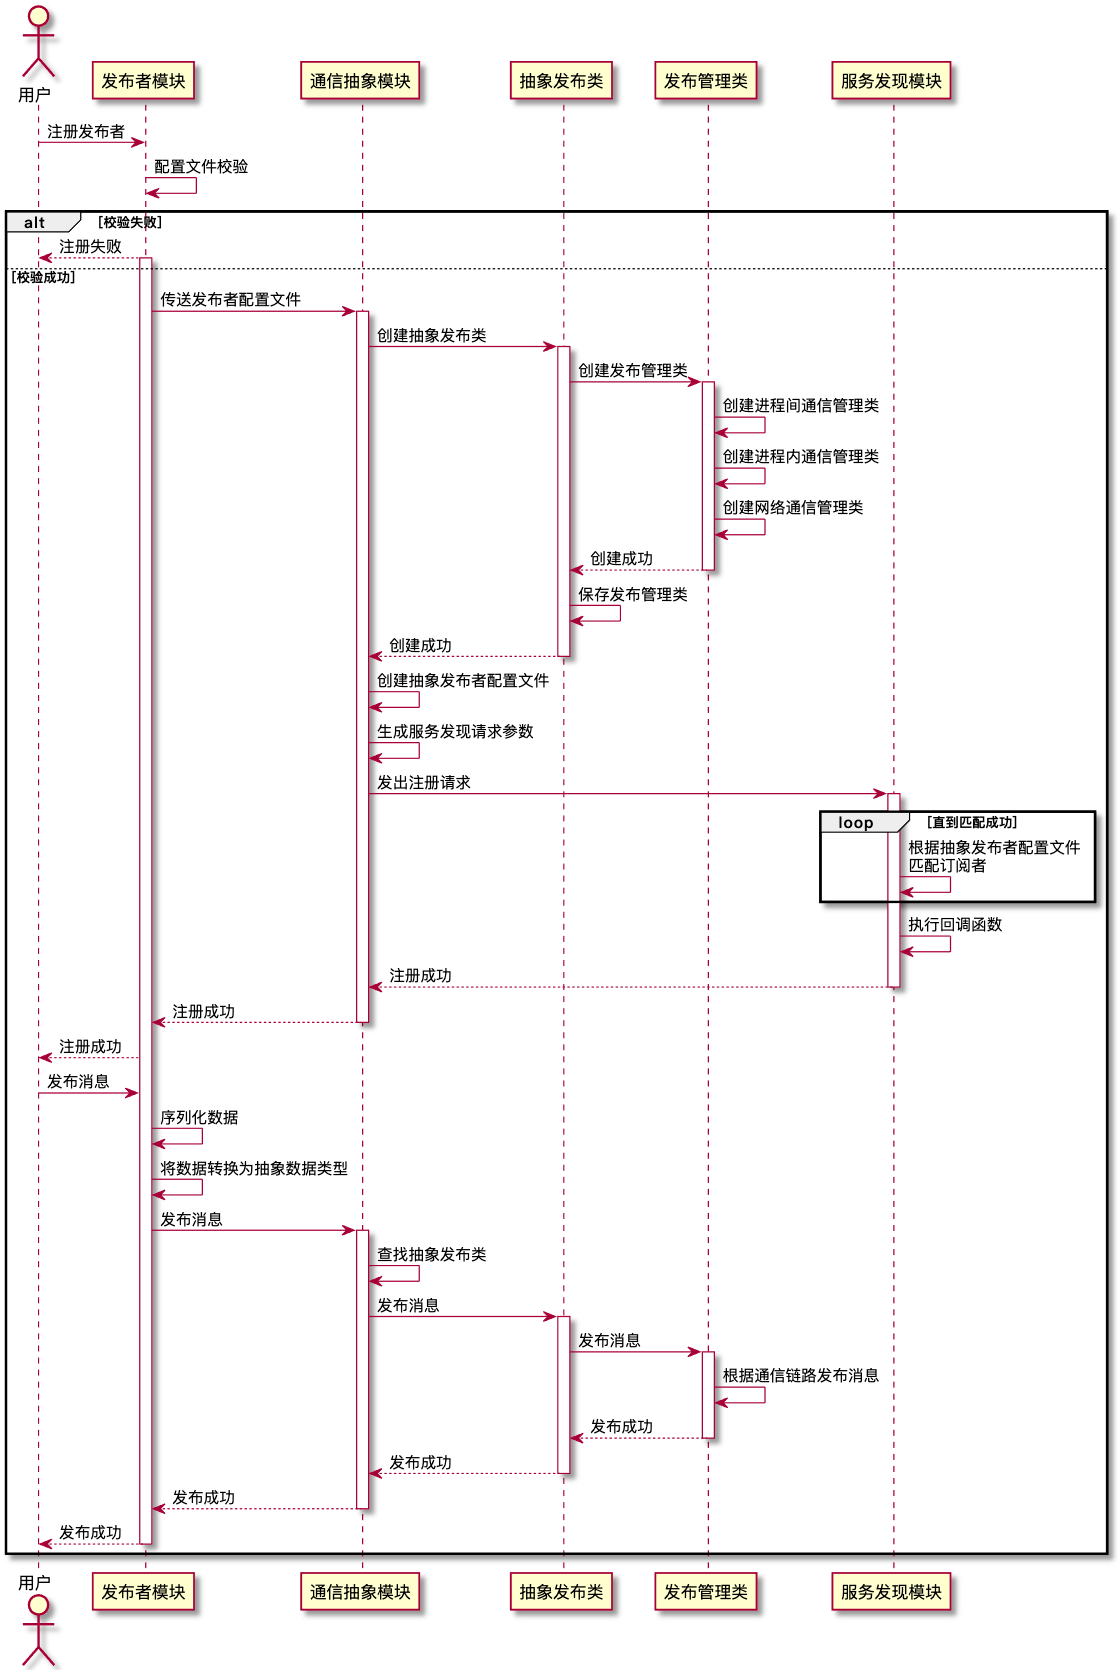 用户
发布者模块
通信抽象模块
抽象发布类
发布管理类
服务发现模块
注册发布者
配置文件校验
alt
[校验失败]
注册失败
[校验成功]
传送发布者配置文件
创建抽象发布类
创建发布管理类
创建进程间通信管理类
创建进程内通信管理类
创建网络通信管理类
创建成功
保存发布管理类
创建成功
创建抽象发布者配置文件
生成服务发现请求参数
发出注册请求
loop
[直到匹配成功]
根据抽象发布者配置文件
匹配订阅者
执行回调函数
注册成功
注册成功
注册成功
发布消息
序列化数据
将数据转换为抽象数据类型
发布消息
查找抽象发布类
发布消息
发布消息
根据通信链路发布消息
发布成功
发布成功
发布成功
发布成功
用户
发布者模块
通信抽象模块
抽象发布类
发布管理类
服务发现模块